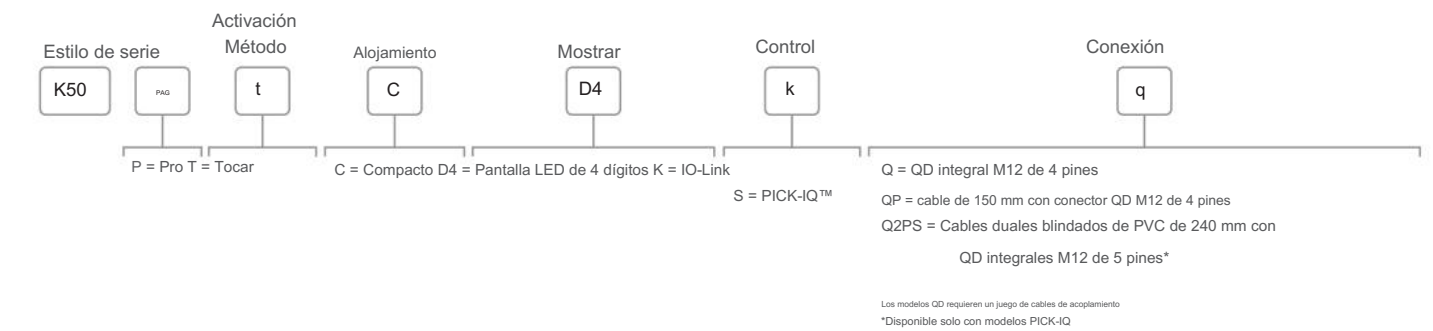 Activación
Estilo de serie Método Alojamiento Mostrar Control Conexión
K50 PAG t C D4 k q
P = Pro T = Tocar C = Compacto D4 = Pantalla LED de 4 dígitos K = IO-Link Q = QD integral M12 de 4 pines
S = PICK-IQ™
QP = cable de 150 mm con conector QD M12 de 4 pines
Q2PS = Cables duales blindados de PVC de 240 mm con
QD integrales M12 de 5 pines*
Los modelos QD requieren un juego de cables de acoplamiento
*Disponible solo con modelos PICK-IQ